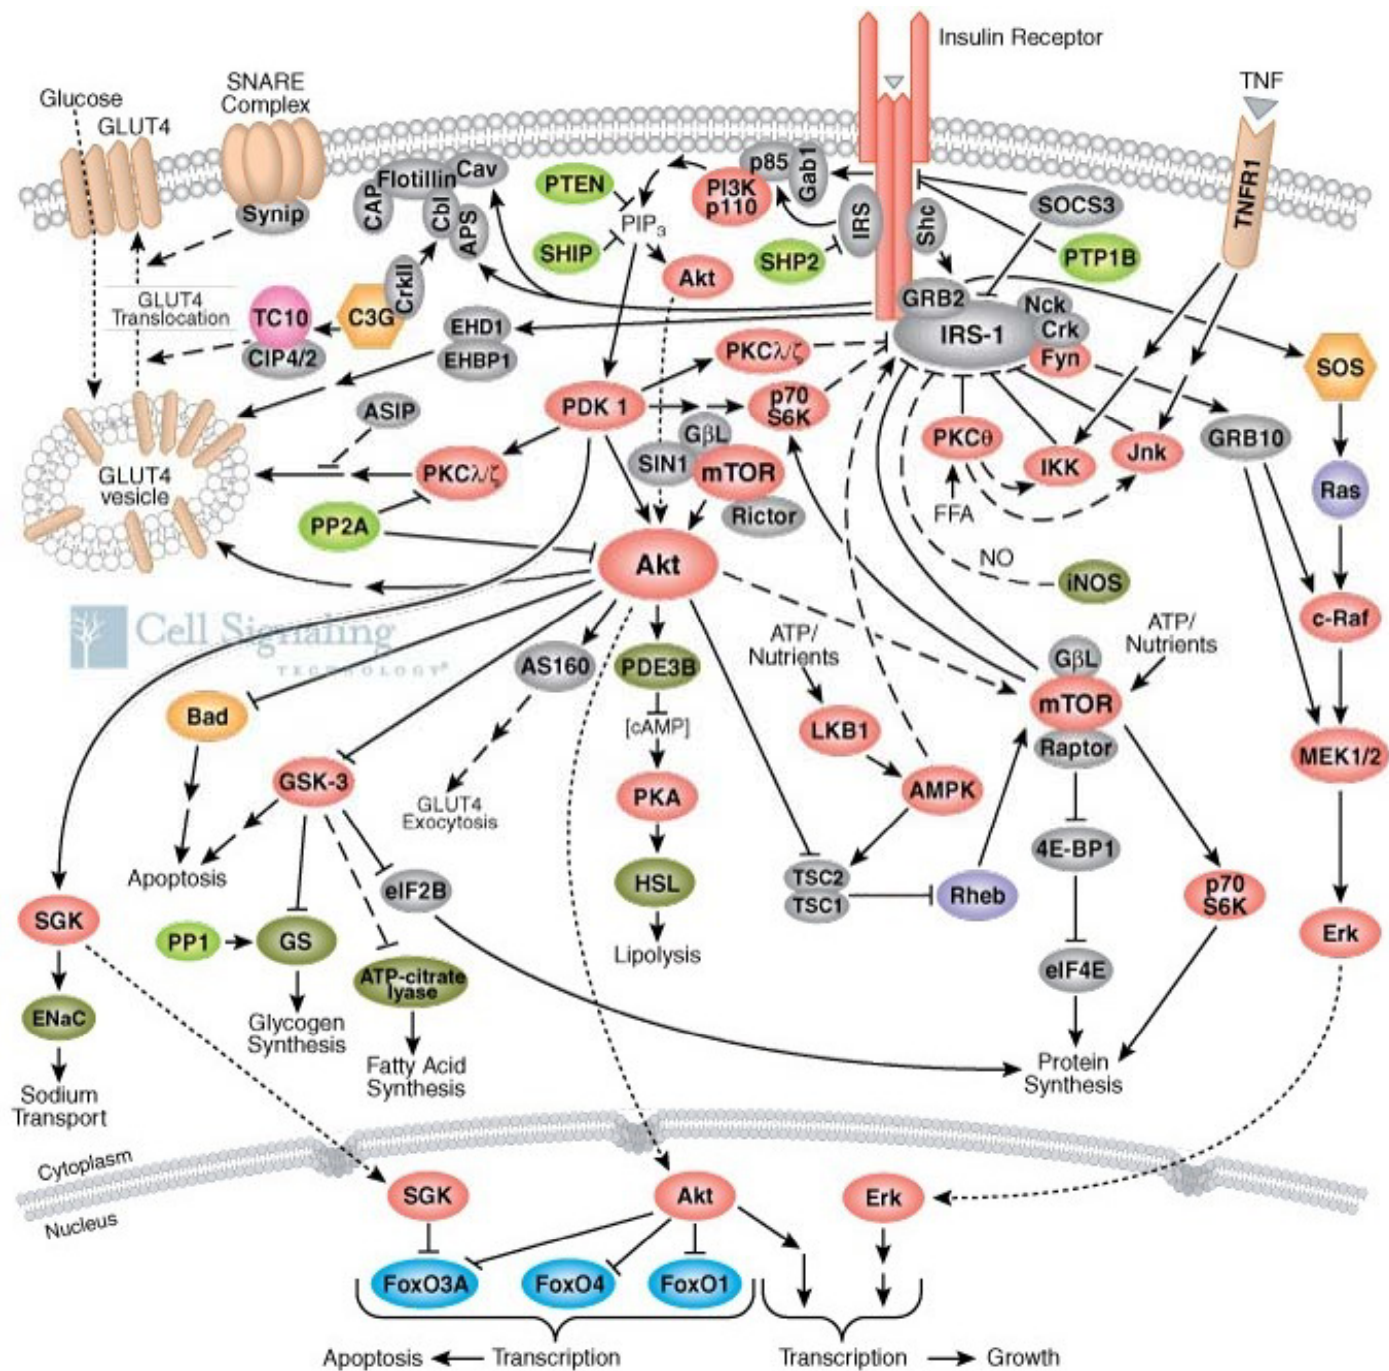 Insulin Receptor
SNARE
Complex
TNF
Glucose
GLUT4
TNFR1
Synip
CAP
Flotillin
Cav
Cbl
APS
CrkII
PTEN
PIP3
SHIP
Akt
p85
Gab1
PI3K
p110
SHP2
IRS
Shc
SOCS3
PTP1B
GLUT4
Translocation
TC10
CIP4/2
C3G
EHD1
EHBP1
GRB2
IRS-1
Nck
Crk
Fyn
SOS
PKCλ/ζ
ASIP
PDK 1
p70
S6K
GβL
SIN1
mTOR
Rictor
PKCθ
FFA
IKK
Jnk
GRB10
Ras
GLUT4
vesicle
PKCλ/ζ
PP2A
Akt
NO
iNOS
c-Raf
Cell Signaling
TECHNOLOGY®
AS160
PDE3B
[cAMP]
ATP/
Nutrients
GβL
mTOR
Raptor
ATP/
Nutrients
Bad
LKB1
MEK1/2
GSK-3
GLUT4
Exocytosis
PKA
AMPK
4E-BP1
Apoptosis
eIF2B
HSL
TSC2
TSC1
Rheb
p70
S6K
SGK
PP1
GS
Lipolysis
Erk
ATP-citrate
lyase
eIF4E
ENaC
Glycogen
Synthesis
Fatty Acid
Synthesis
Protein
Synthesis
Sodium
Transport
Cytoplasm
Nucleus
SGK
Akt
Erk
FoxO3A
FoxO4
FoxO1
Apoptosis
Transcription
Transcription
Growth